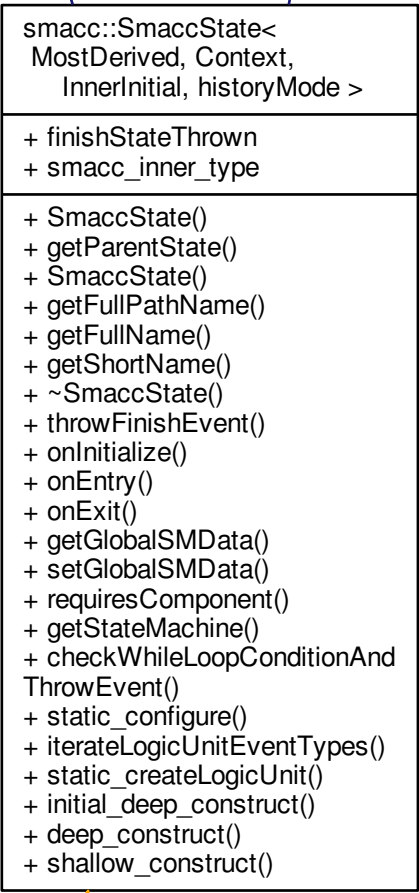 smacc::SmaccState<
MostDerived, Context,
InnerInitial, historyMode >
+ finishStateThrown
+ smacc_inner_type
+ SmaccState()
+ getParentState()
+ SmaccState()
+ getFullPathName()
+ getFullName()
+ getShortName()
+ ~SmaccState()
+ throwFinishEvent()
+ onInitialize()
+ onEntry()
+ onExit()
+ getGlobalSMData()
+ setGlobalSMData()
+ requiresComponent()
+ getStateMachine()
+ checkWhileLoopConditionAnd
ThrowEvent()
+ static_configure()
+ iterateLogicUnitEventTypes()
+ static_createLogicUnit()
+ initial_deep_construct()
+ deep_construct()
+ shallow_construct()